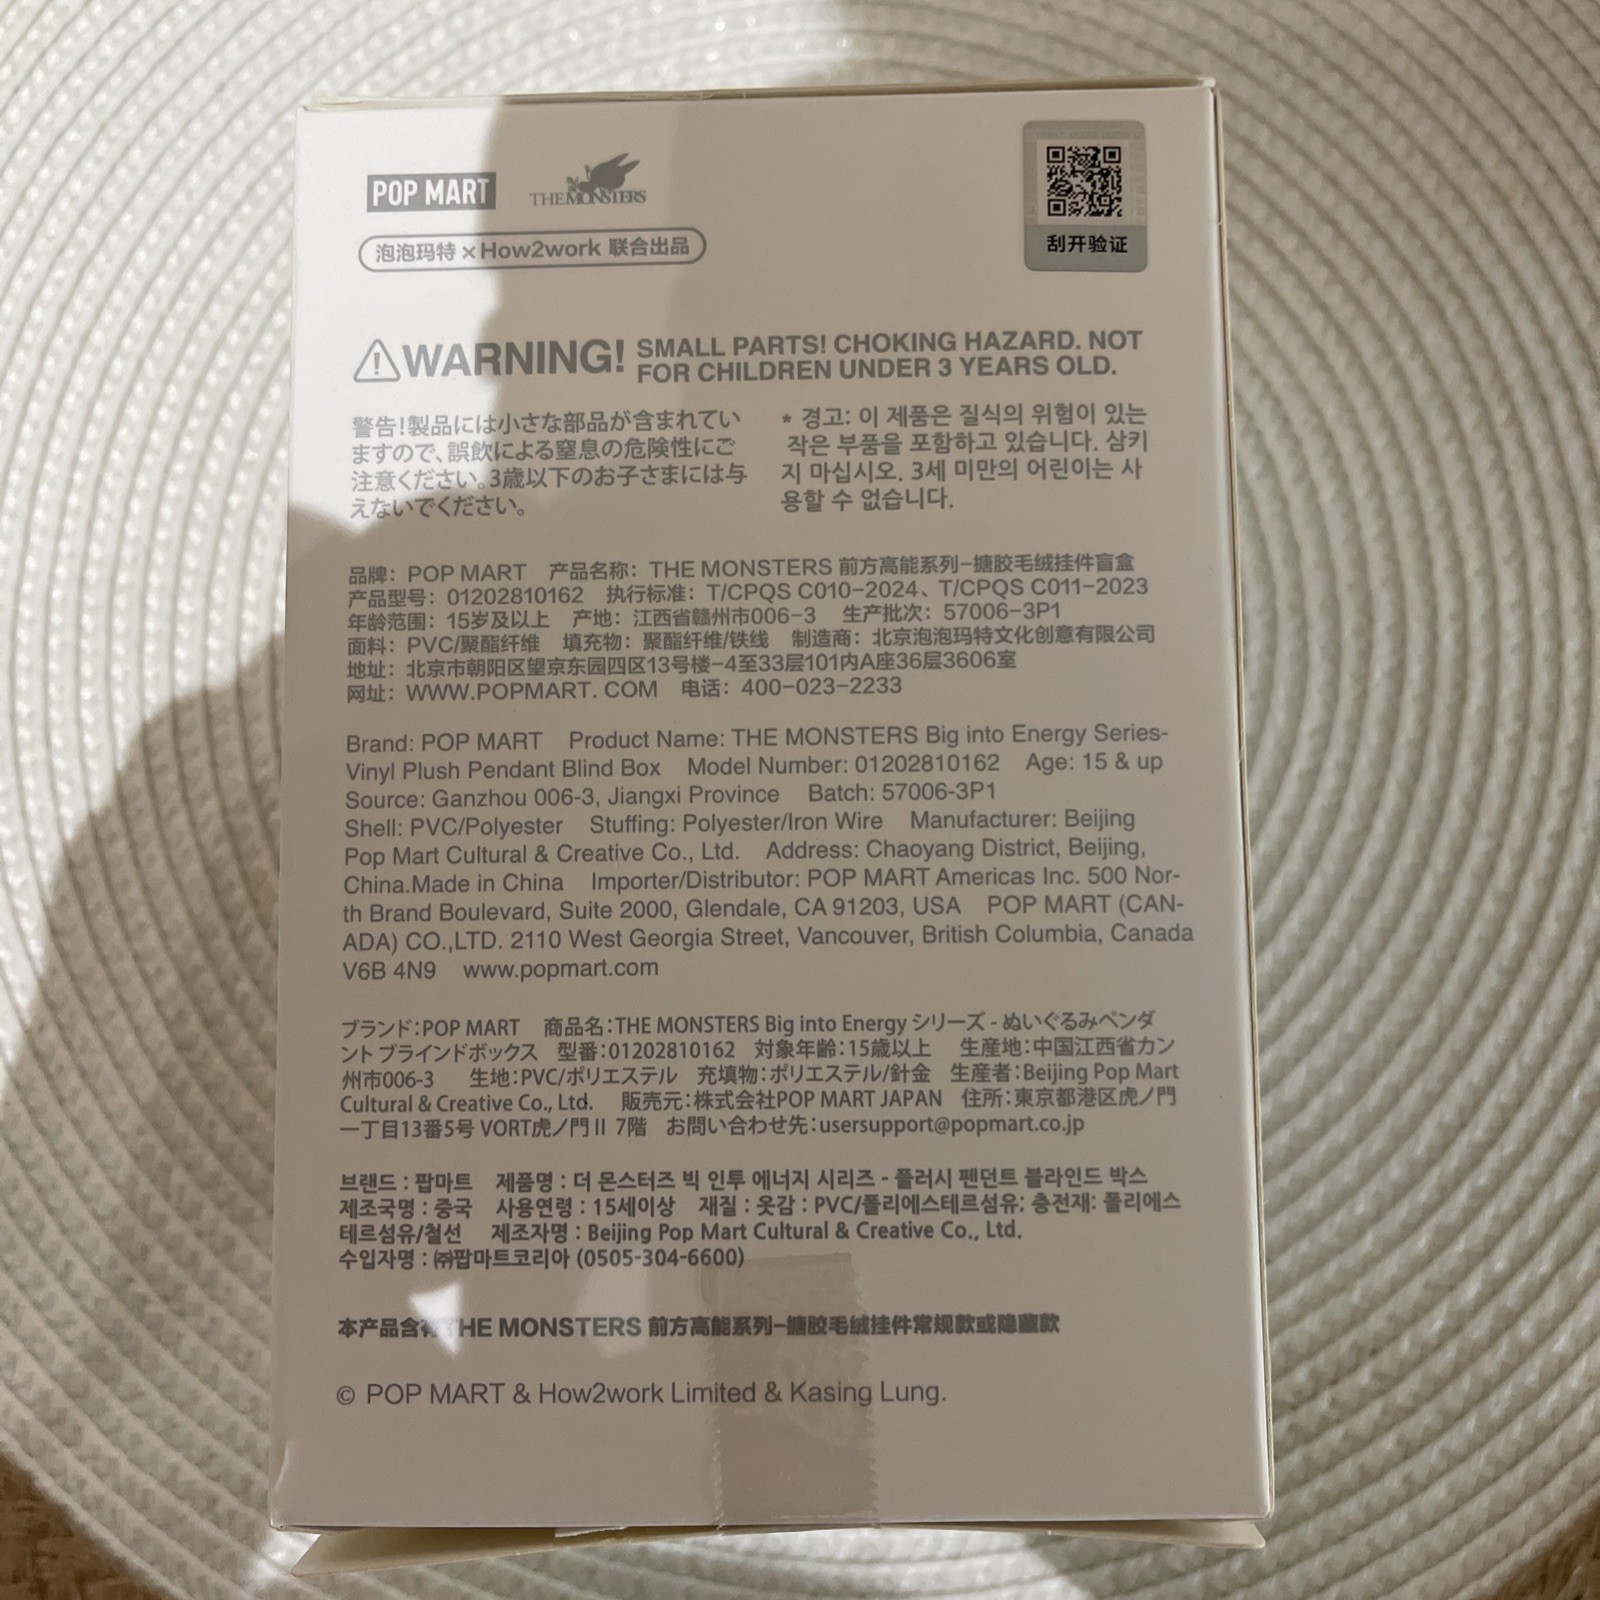 POP MART THE MONSTERS
泡泡玛特 × How2work 联合出品
刮开验证
WARNING! SMALL PARTS! CHOKING HAZARD. NOT
FOR CHILDREN UNDER 3 YEARS OLD.
警告!製品には小さな部品が含まれてい
ますので、誤飲による窒息の危険性にご
注意ください。3歳以下のお子さまには与
えないでください。
* 경고: 이 제품은 질식의 위험이 있는
작은 부품을 포함하고 있습니다. 삼키
지 마십시오. 3세 미만의 어린이는 사
용할 수 없습니다.
品牌: POP MART 产品名称: THE MONSTERS 前方高能系列-搪胶毛绒挂件盲盒
产品型号: 01202810162 执行标准: T/CPQS C010-2024、T/CPQS C011-2023
年龄范围: 15岁及以上 产地: 江西省赣州市006-3 生产批次: 57006-3P1
面料: PVC/聚酯纤维 填充物: 聚酯纤维/铁线 制造商: 北京泡泡玛特文化创意有限公司
地址: 北京市朝阳区望京东园四区13号楼-4至33层101内A座36层3606室
网址: WWW.POPMART. COM 电话: 400-023-2233
Brand: POP MART Product Name: THE MONSTERS Big into Energy Series-
Vinyl Plush Pendant Blind Box Model Number: 01202810162 Age: 15 & up
Source: Ganzhou 006-3, Jiangxi Province Batch: 57006-3P1
Shell: PVC/Polyester Stuffing: Polyester/Iron Wire Manufacturer: Beijing
Pop Mart Cultural & Creative Co., Ltd. Address: Chaoyang District, Beijing,
China.Made in China Importer/Distributor: POP MART Americas Inc. 500 Nor-
th Brand Boulevard, Suite 2000, Glendale, CA 91203, USA POP MART (CAN-
ADA) CO.,LTD. 2110 West Georgia Street, Vancouver, British Columbia, Canada
V6B 4N9 www.popmart.com
ブランド:POP MART 商品名:THE MONSTERS Big into Energy シリーズ - ぬいぐるみペンダ
ント ブラインドボックス 型番:01202810162 対象年齢:15歳以上 生産地:中国江西省カン
州市006-3 生地:PVC/ポリエステル 充填物:ポリエステル/針金 生産者:Beijing Pop Mart
Cultural & Creative Co., Ltd. 販売元:株式会社POP MART JAPAN 住所:東京都港区虎ノ門
一丁目13番5号 VORT虎ノ門Ⅱ 7階 お問い合わせ先:usersupport@popmart.co.jp
브랜드 : 팝마트 제품명 : 더 몬스터즈 빅 인투 에너지 시리즈 - 플러시 펜던트 블라인드 박스
제조국명 : 중국 사용연령 : 15세이상 재질 : 옷감 : PVC/폴리에스테르섬유; 충전재: 폴리에스
테르섬유/철선 제조자명 : Beijing Pop Mart Cultural & Creative Co., Ltd.
수입자명 : ㈜팝마트코리아 (0505-304-6600)
本产品含有THE MONSTERS 前方高能系列-搪胶毛绒挂件常规款或隐藏款
© POP MART & How2work Limited & Kasing Lung.